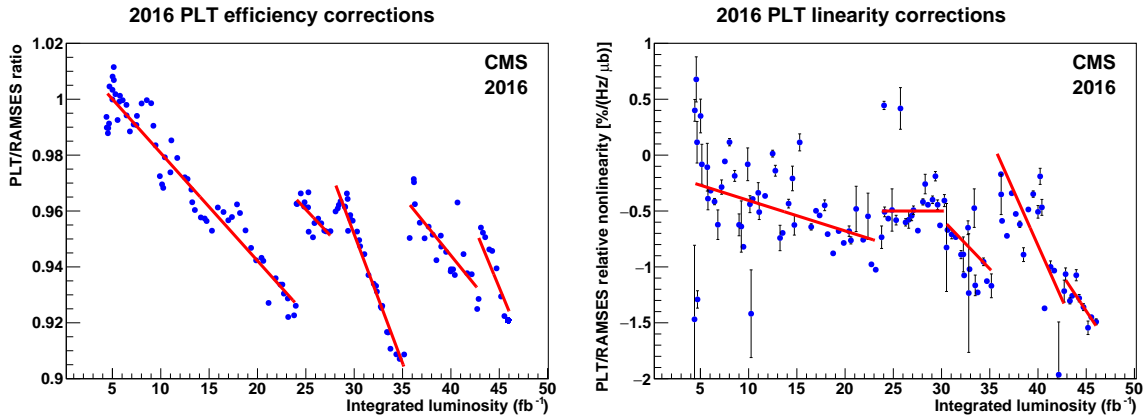 2016 PLT efficiency corrections
PLT/RAMSES ratio
1.02
1
0.98
0.96
0.94
0.92
0.9
CMS
2016
5 10 15 20 25 30 35 40 45 50
Integrated luminosity (fb⁻¹)
2016 PLT linearity corrections
PLT/RAMSES relative nonlinearity [%/(Hz/ μb)]
1
0.5
0
−0.5
−1
−1.5
−2
CMS
2016
5 10 15 20 25 30 35 40 45 50
Integrated luminosity (fb⁻¹)